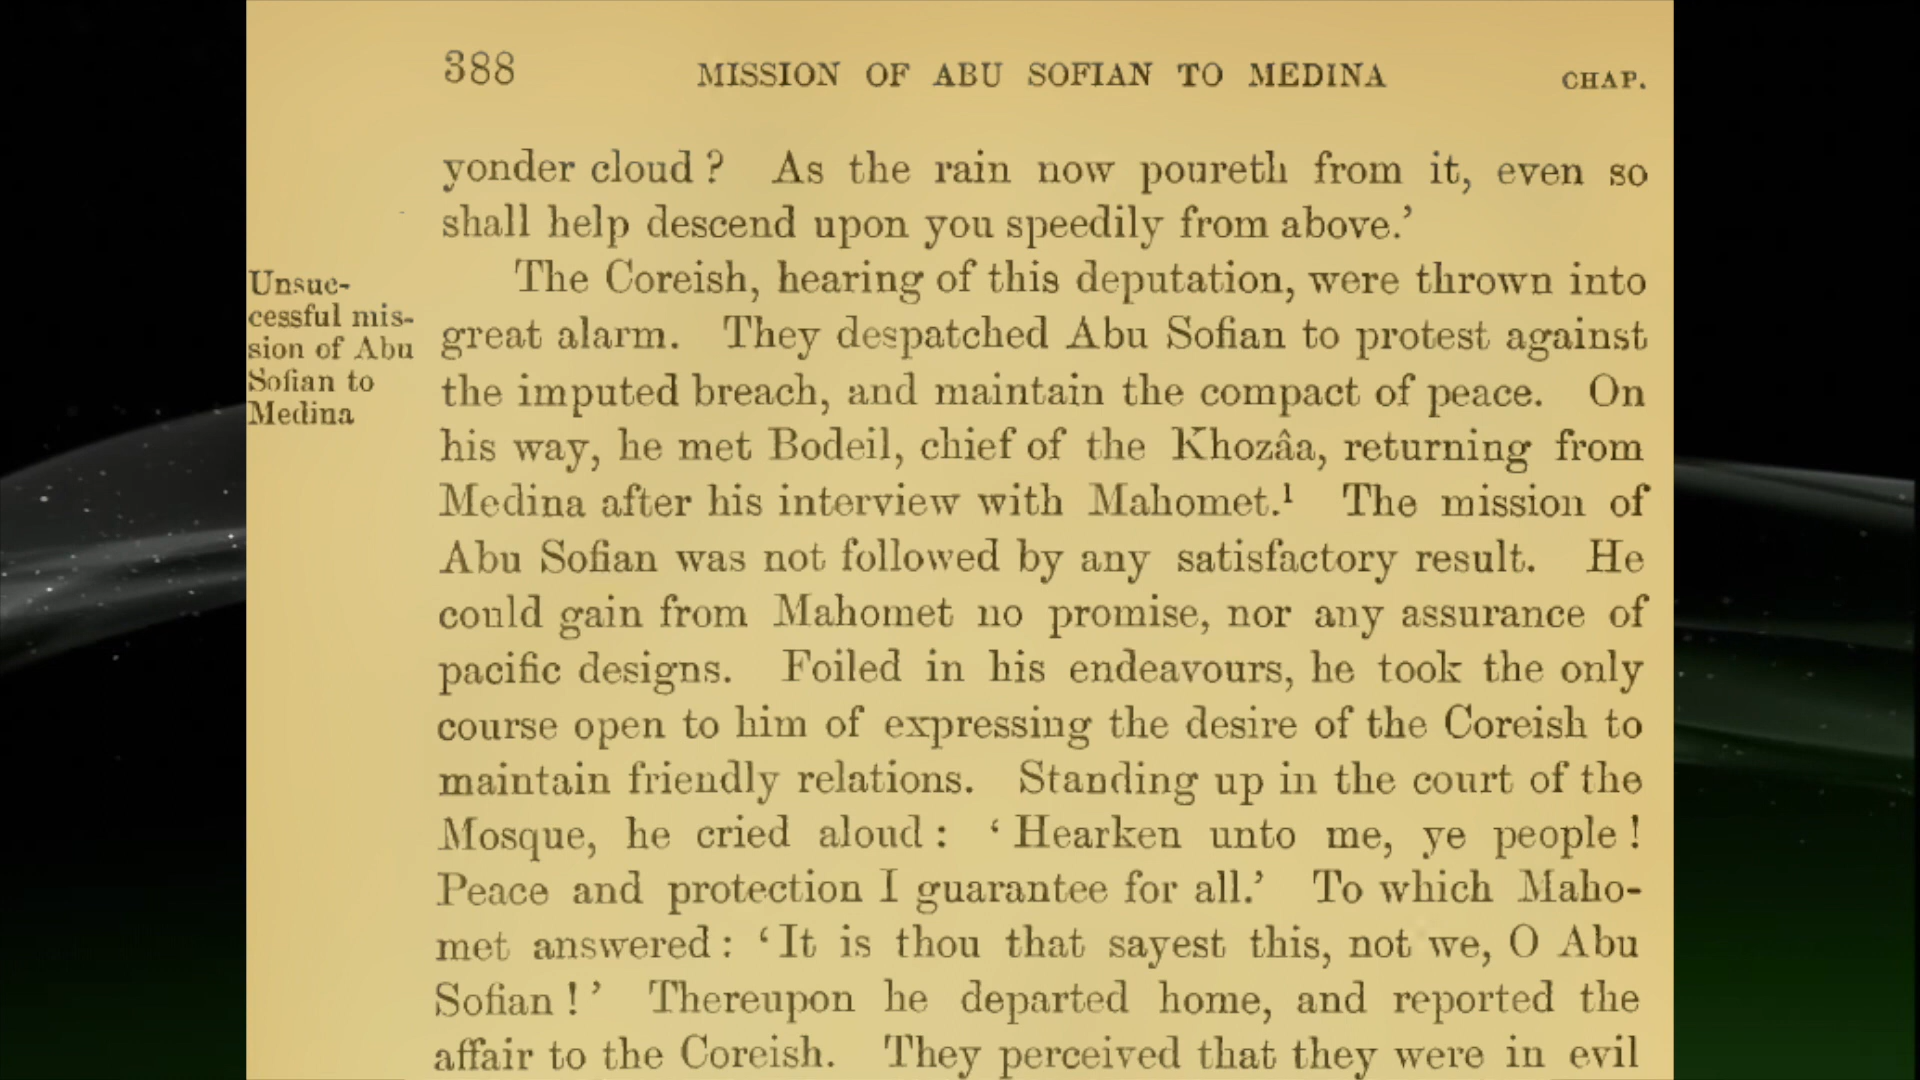 388 MISSION OF ABU SOFIAN TO MEDINA CHAP.
yonder cloud? As the rain now poureth from it, even so
shall help descend upon you speedily from above.'
Unsuc-
cessful mis-
sion of Abu
Sofian to
Medina
The Coreish, hearing of this deputation, were thrown into
great alarm. They despatched Abu Sofian to protest against
the imputed breach, and maintain the compact of peace. On
his way, he met Bodeil, chief of the Khozâa, returning from
Medina after his interview with Mahomet.¹ The mission of
Abu Sofian was not followed by any satisfactory result. He
could gain from Mahomet no promise, nor any assurance of
pacific designs. Foiled in his endeavours, he took the only
course open to him of expressing the desire of the Coreish to
maintain friendly relations. Standing up in the court of the
Mosque, he cried aloud: 'Hearken unto me, ye people!
Peace and protection I guarantee for all.' To which Maho-
met answered: 'It is thou that sayest this, not we, O Abu
Sofian!' Thereupon he departed home, and reported the
affair to the Coreish. They perceived that they were in evil